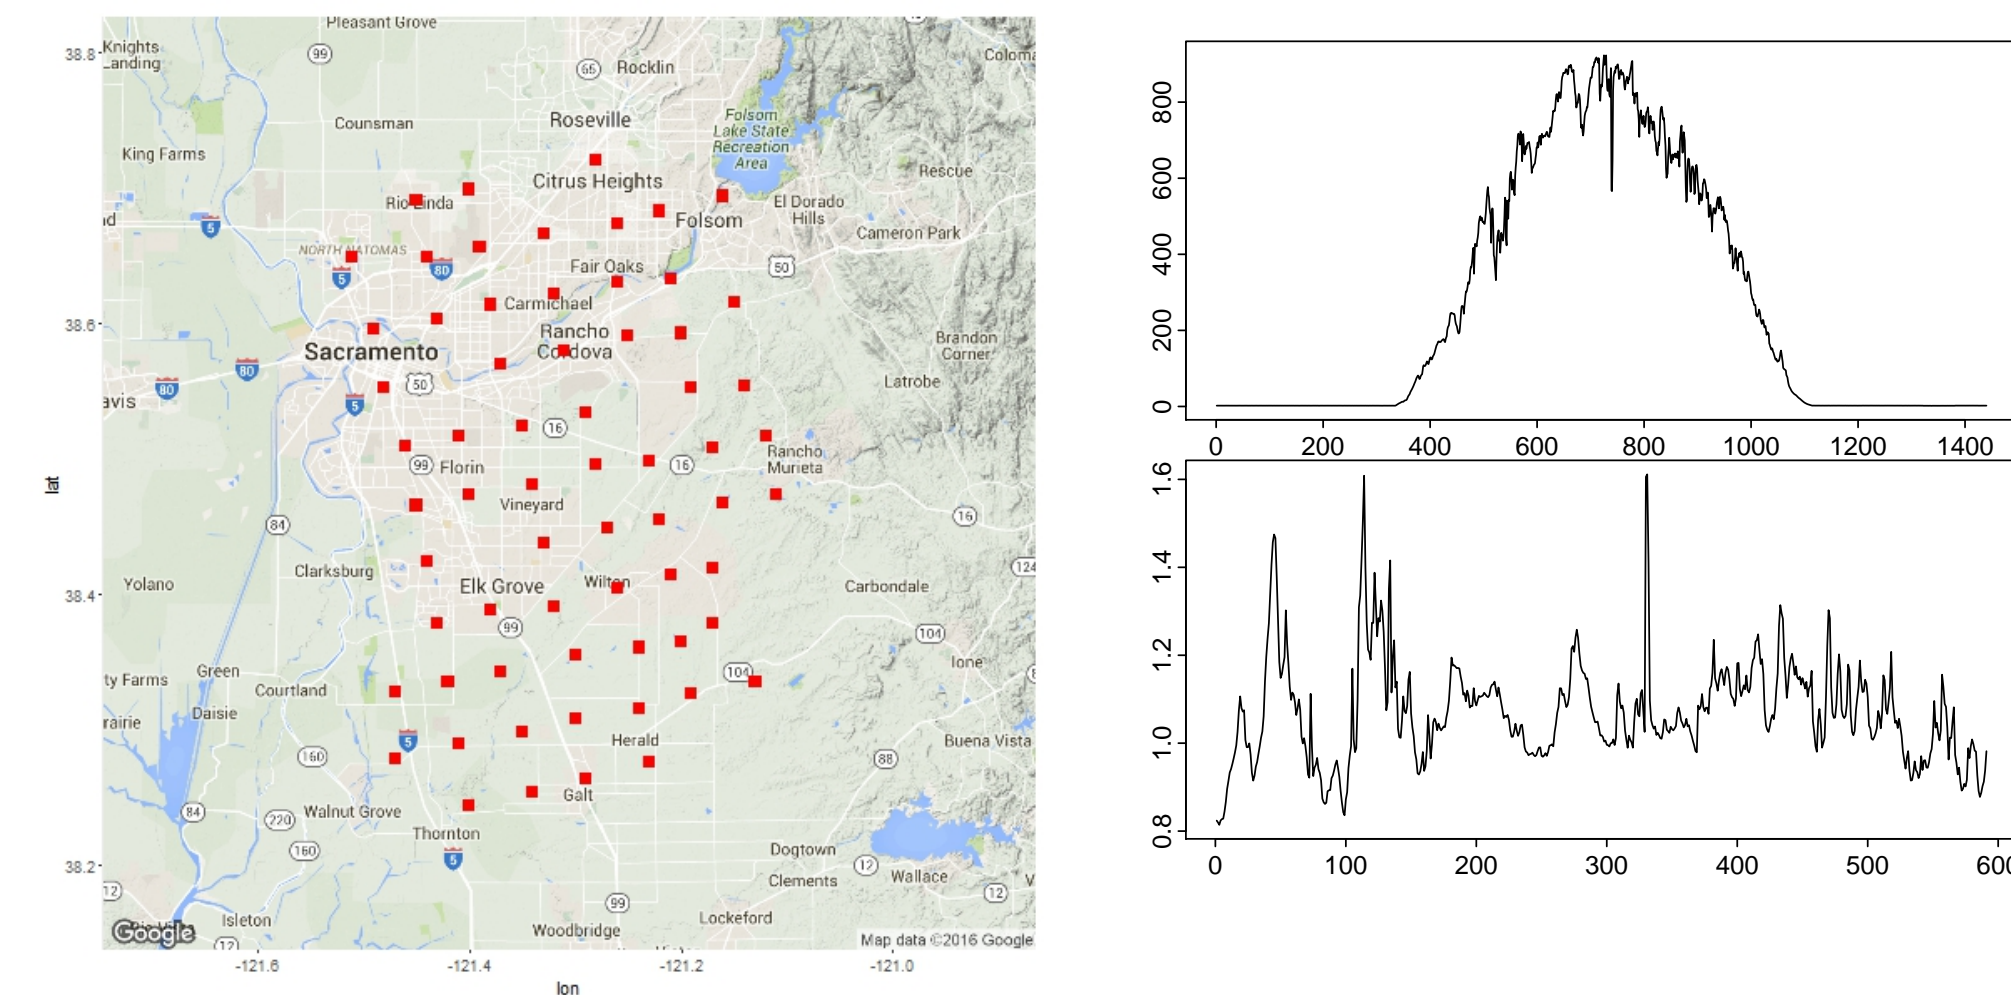 Pleasant Grove
38.8
Knights
Landing
99
65
Rocklin
Coloma
Roseville
Counsman
Folsom
Lake State
Recreation
Area
King Farms
Rescue
Citrus Heights
Rio Linda
El Dorado
Hills
Folsom
5
Cameron Park
NORTH NATOMAS
5
80
Fair Oaks
50
Carmichael
38.6
Rancho
Cordova
Sacramento
Brandon
Corner
80
80
50
Latrobe
avis
5
16
99
Florin
16
Rancho
Murieta
lat
Vineyard
84
16
Clarksburg
124
Yolano
Elk Grove
Wilton
Carbondale
38.4
99
104
Ione
Green
104
ty Farms
Courtland
Daisie
rairie
5
Herald
Buena Vista
160
88
Galt
84
220
Walnut Grove
Thornton
160
5
Dogtown
38.2
12
Wallace
Clements
12
12
99
Isleton
Lockeford
Woodbridge
Google
12
Map data ©2016 Google
-121.6
-121.4
-121.2
-121.0
lon
800
600
400
200
0
0 200 400 600 800 1000 1200 1400
1.6
1.4
1.2
1.0
0.8
0 100 200 300 400 500 600